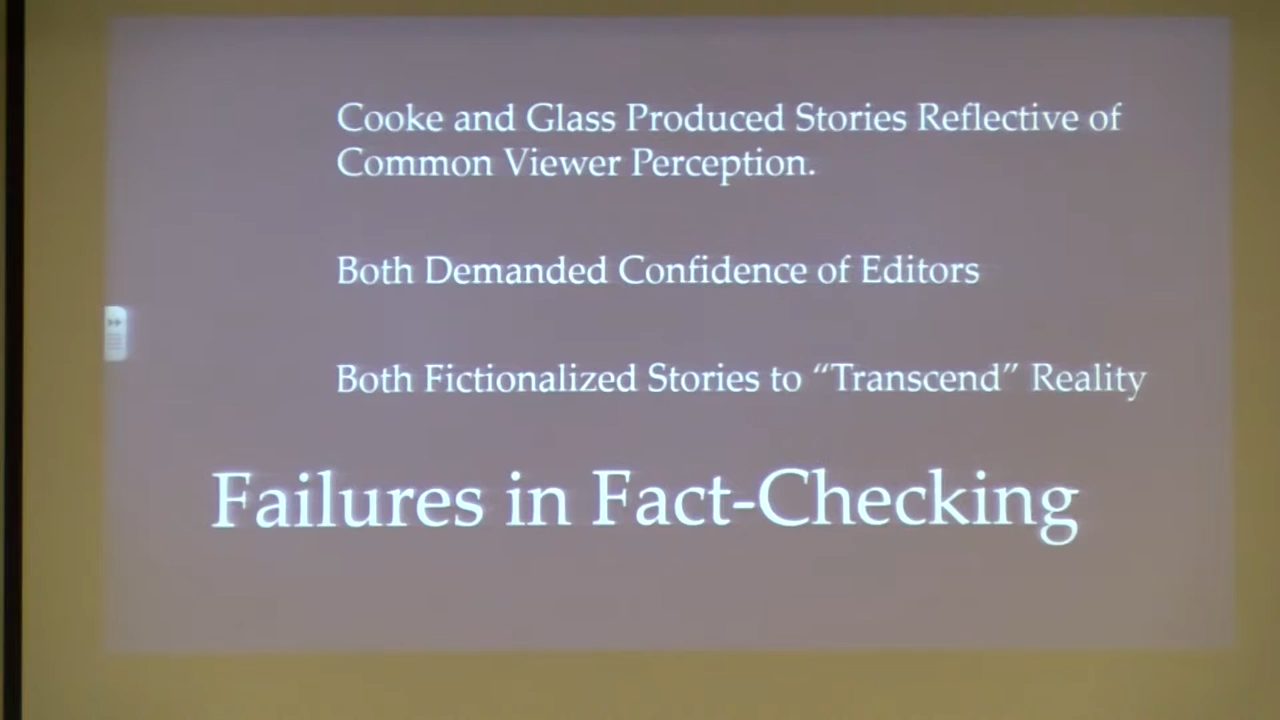 Cooke and Glass Produced Stories Reflective of
Common Viewer Perception.
Both Demanded Confidence of Editors
Both Fictionalized Stories to “Transcend” Reality
Failures in Fact-Checking